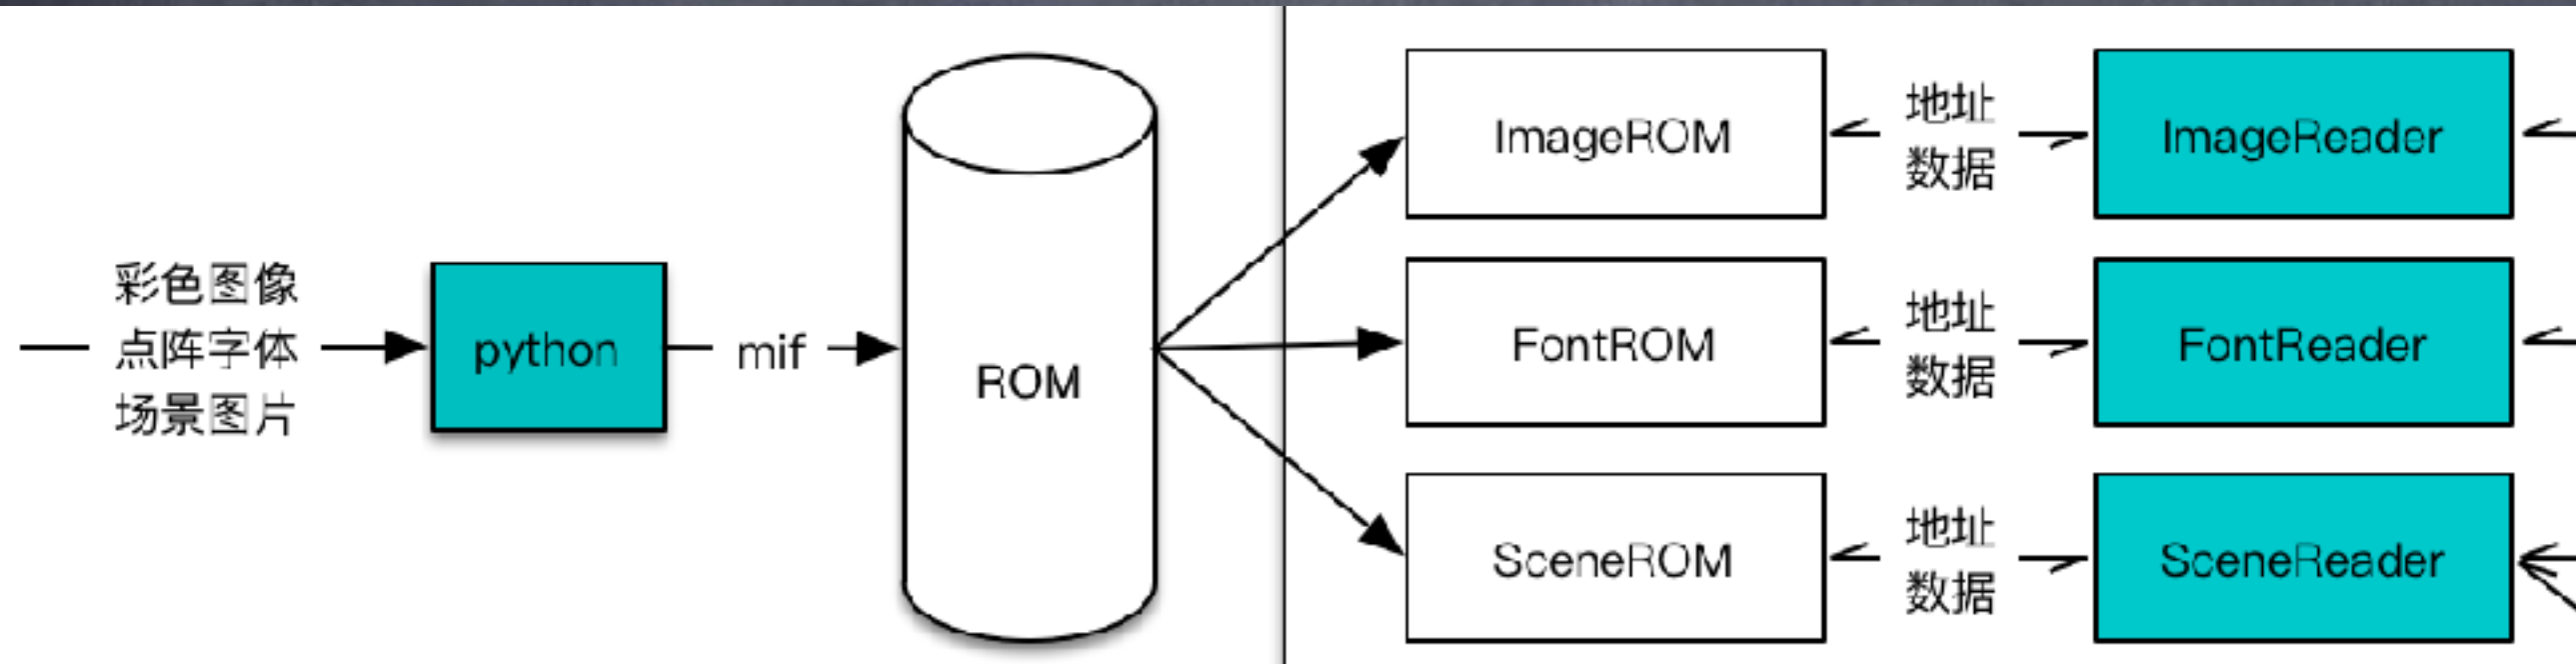 彩色图像
点阵字体
场景图片
python
mif
ROM
ImageROM
地址
数据
ImageReader
FontROM
地址
数据
FontReader
SceneROM
地址
数据
SceneReader